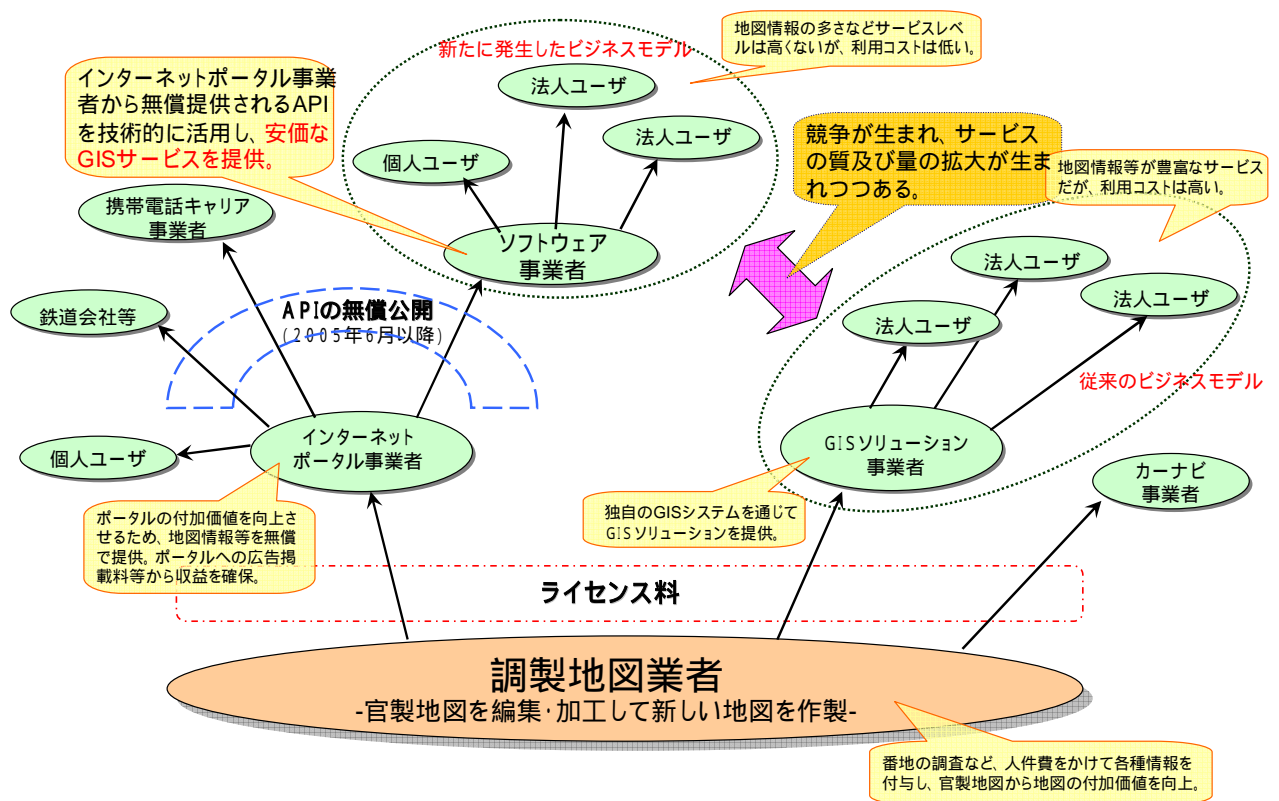 地図情報の多さなどサービスレベ
ルは高くないが、利用コストは低い。
新たに発生したビジネスモデル
インターネットポータル事業
者から無償提供されるAPI
を技術的に活用し、安価な
GISサービスを提供。
法人ユーザ
法人ユーザ
個人ユーザ
競争が生まれ、サービス
の質及び量の拡大が生ま
れつつある。
地図情報等が豊富なサービス
だが、利用コストは高い。
携帯電話キャリア
事業者
ソフトウェア
事業者
法人ユーザ
法人ユーザ
法人ユーザ
鉄道会社等
APIの無償公開
(2005年6月以降)
従来のビジネスモデル
インターネット
ポータル事業者
個人ユーザ
GISソリューション
事業者
カーナビ
事業者
ポータルの付加価値を向上さ
せるため、地図情報等を無償
で提供。ポータルへの広告掲
載料等から収益を確保。
独自のGISシステムを通じて
GISソリューションを提供。
ライセンス料
調製地図業者
-官製地図を編集・加工して新しい地図を作製-
番地の調査など、人件費をかけて各種情報を
付与し、官製地図から地図の付加価値を向上。